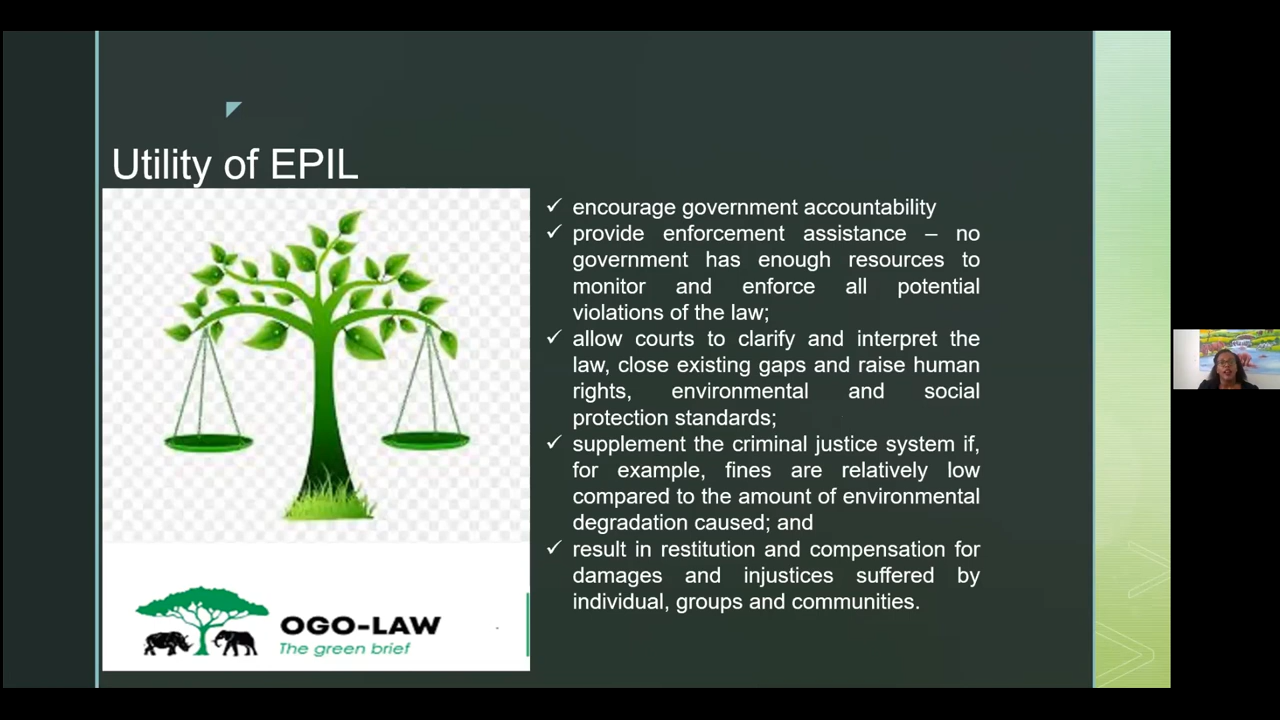 Utility of EPIL
✓ encourage government accountability
✓ provide enforcement assistance – no
government has enough resources to
monitor and enforce all potential
violations of the law;
✓ allow courts to clarify and interpret the
law, close existing gaps and raise human
rights, environmental and social
protection standards;
✓ supplement the criminal justice system if,
for example, fines are relatively low
compared to the amount of environmental
degradation caused; and
✓ result in restitution and compensation for
damages and injustices suffered by
individual, groups and communities.
OGO-LAW
The green brief